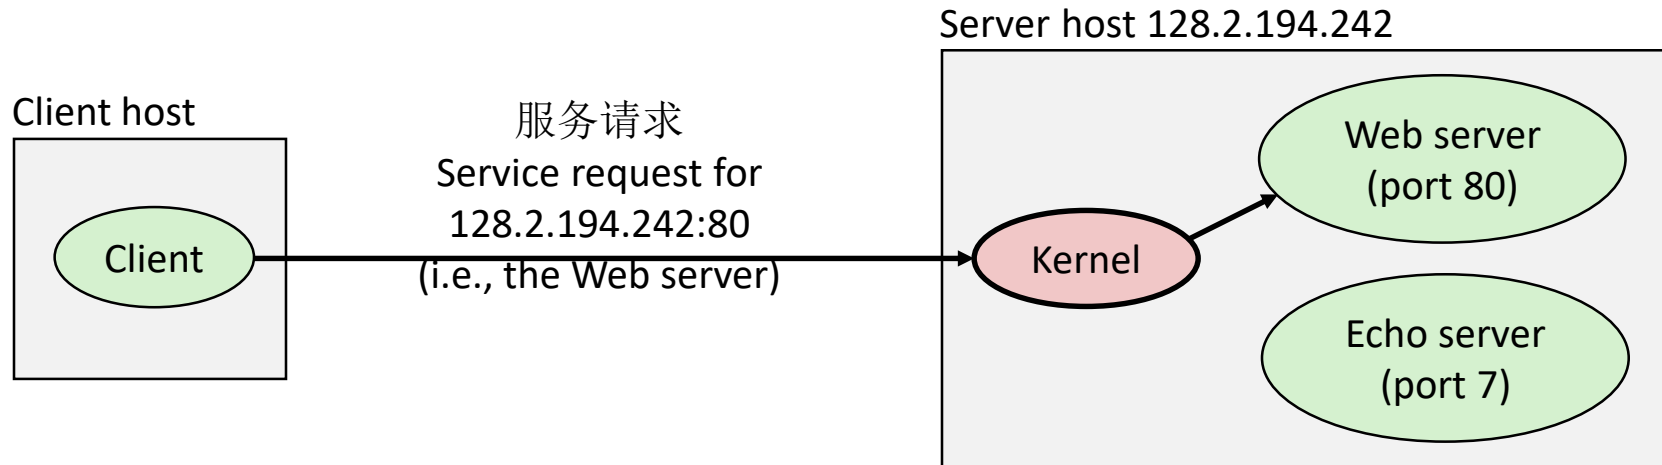 Server host 128.2.194.242
Client host
服务请求
Service request for
128.2.194.242:80
(i.e., the Web server)
Client
Kernel
Web server
(port 80)
Echo server
(port 7)